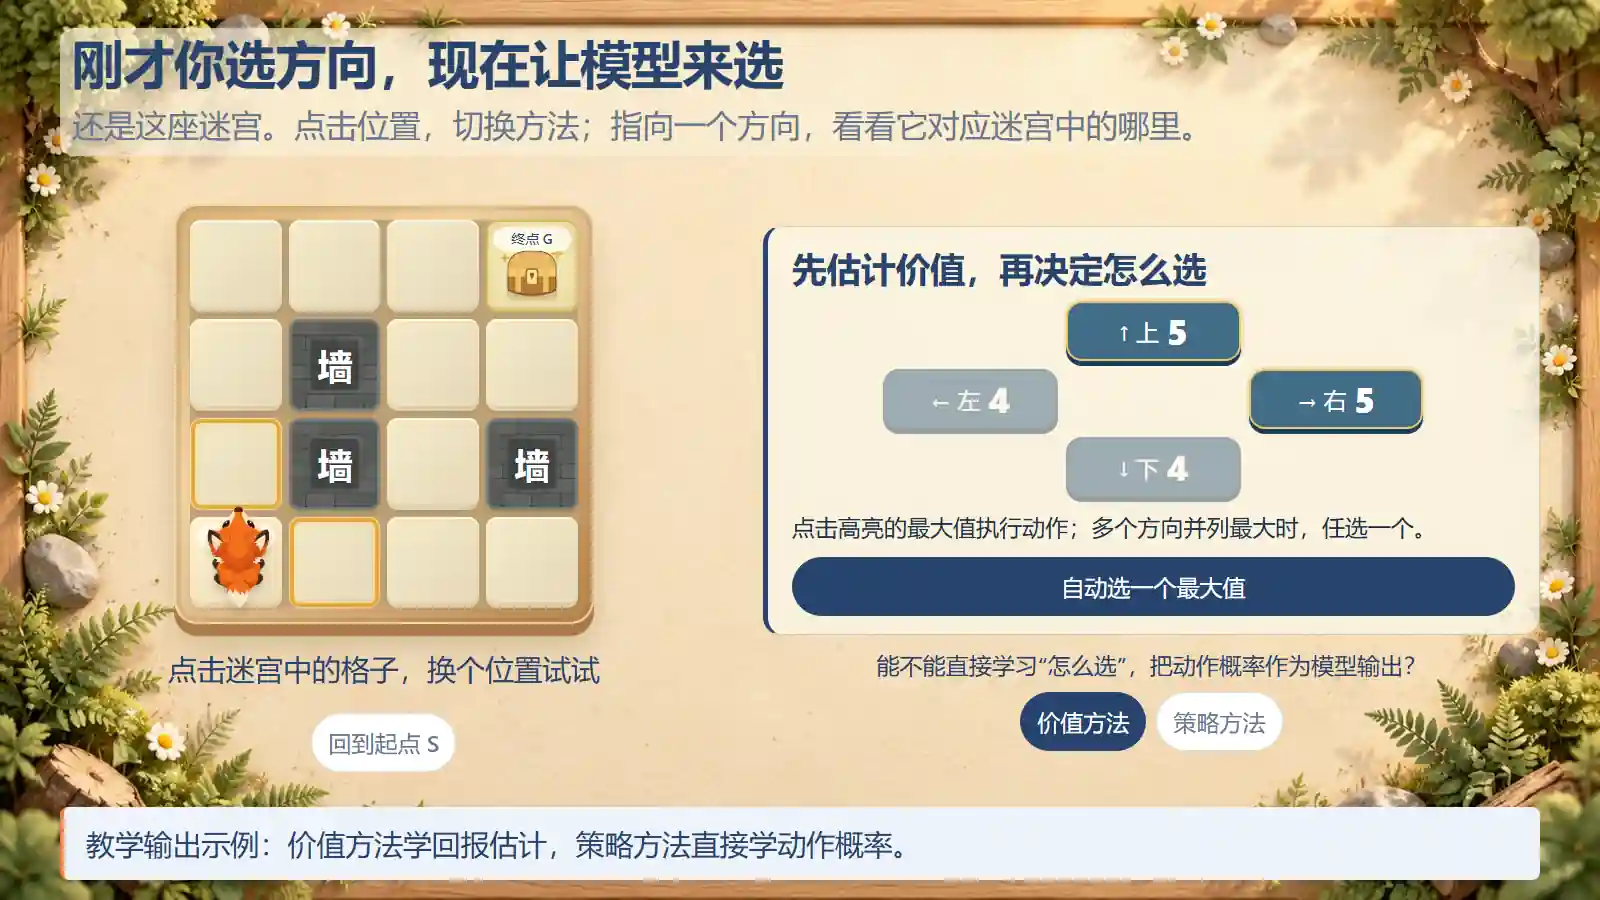 刚才你选方向，现在让模型来选
还是这座迷宫。点击位置，切换方法；指向一个方向，看看它对应迷宫中的哪里。
终点 G
墙
墙
墙
点击迷宫中的格子，换个位置试试
回到起点 S
先估计价值，再决定怎么选
↑ 上 5
← 左 4
→ 右 5
↓ 下 4
点击高亮的最大值执行动作；多个方向并列最大时，任选一个。
自动选一个最大值
能不能直接学习“怎么选”，把动作概率作为模型输出？
价值方法
策略方法
教学输出示例：价值方法学回报估计，策略方法直接学动作概率。